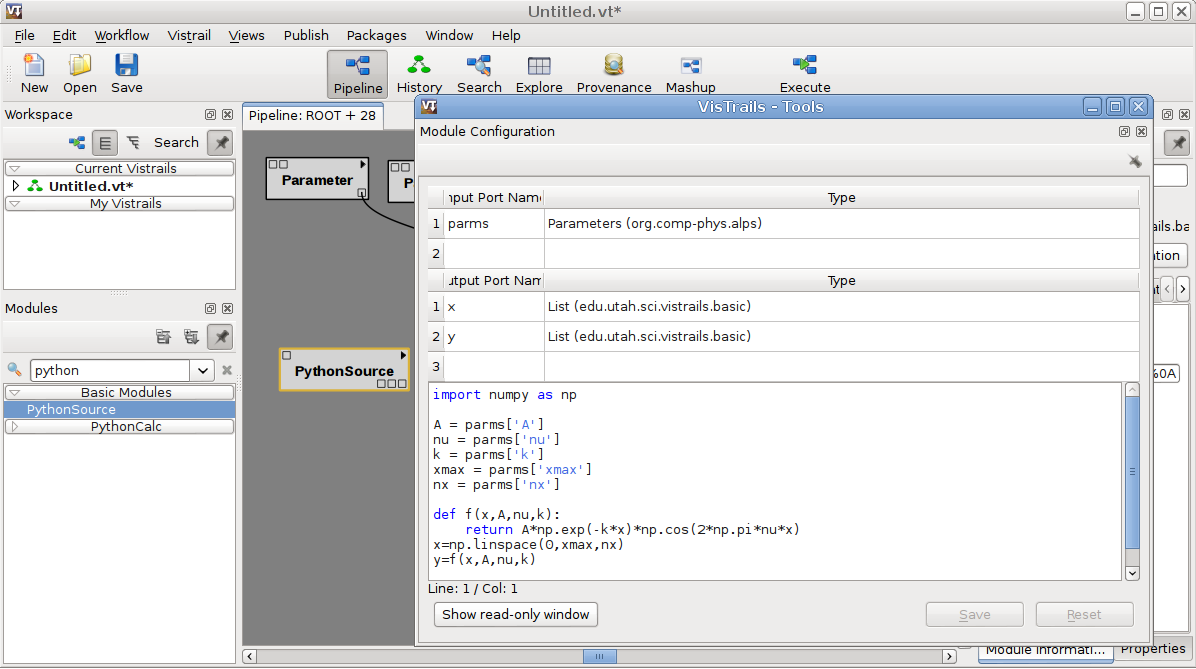 Untitled.vt*
File Edit Workflow Vistrail Views Publish Packages Window Help
New Open Save Pipeline History Search Explore Provenance Mashup Execute
Workspace
Search
Current Vistrails
Untitled.vt*
My Vistrails
Modules
python
Basic Modules
PythonSource
PythonCalc
Pipeline: ROOT + 28
Parameter
P
PythonSource
VisTrails - Tools
Module Configuration
nput Port Name Type
1 parms Parameters (org.comp-phys.alps)
2
utput Port Nam Type
1 x List (edu.utah.sci.vistrails.basic)
2 y List (edu.utah.sci.vistrails.basic)
3
import numpy as np
A = parms['A']
nu = parms['nu']
k = parms['k']
xmax = parms['xmax']
nx = parms['nx']
def f(x,A,nu,k):
return A*np.exp(-k*x)*np.cos(2*np.pi*nu*x)
x=np.linspace(0,xmax,nx)
y=f(x,A,nu,k)
Line: 1 / Col: 1
Show read-only window Save Reset
ils.ba
tion
%0A
Module Informati... Properties